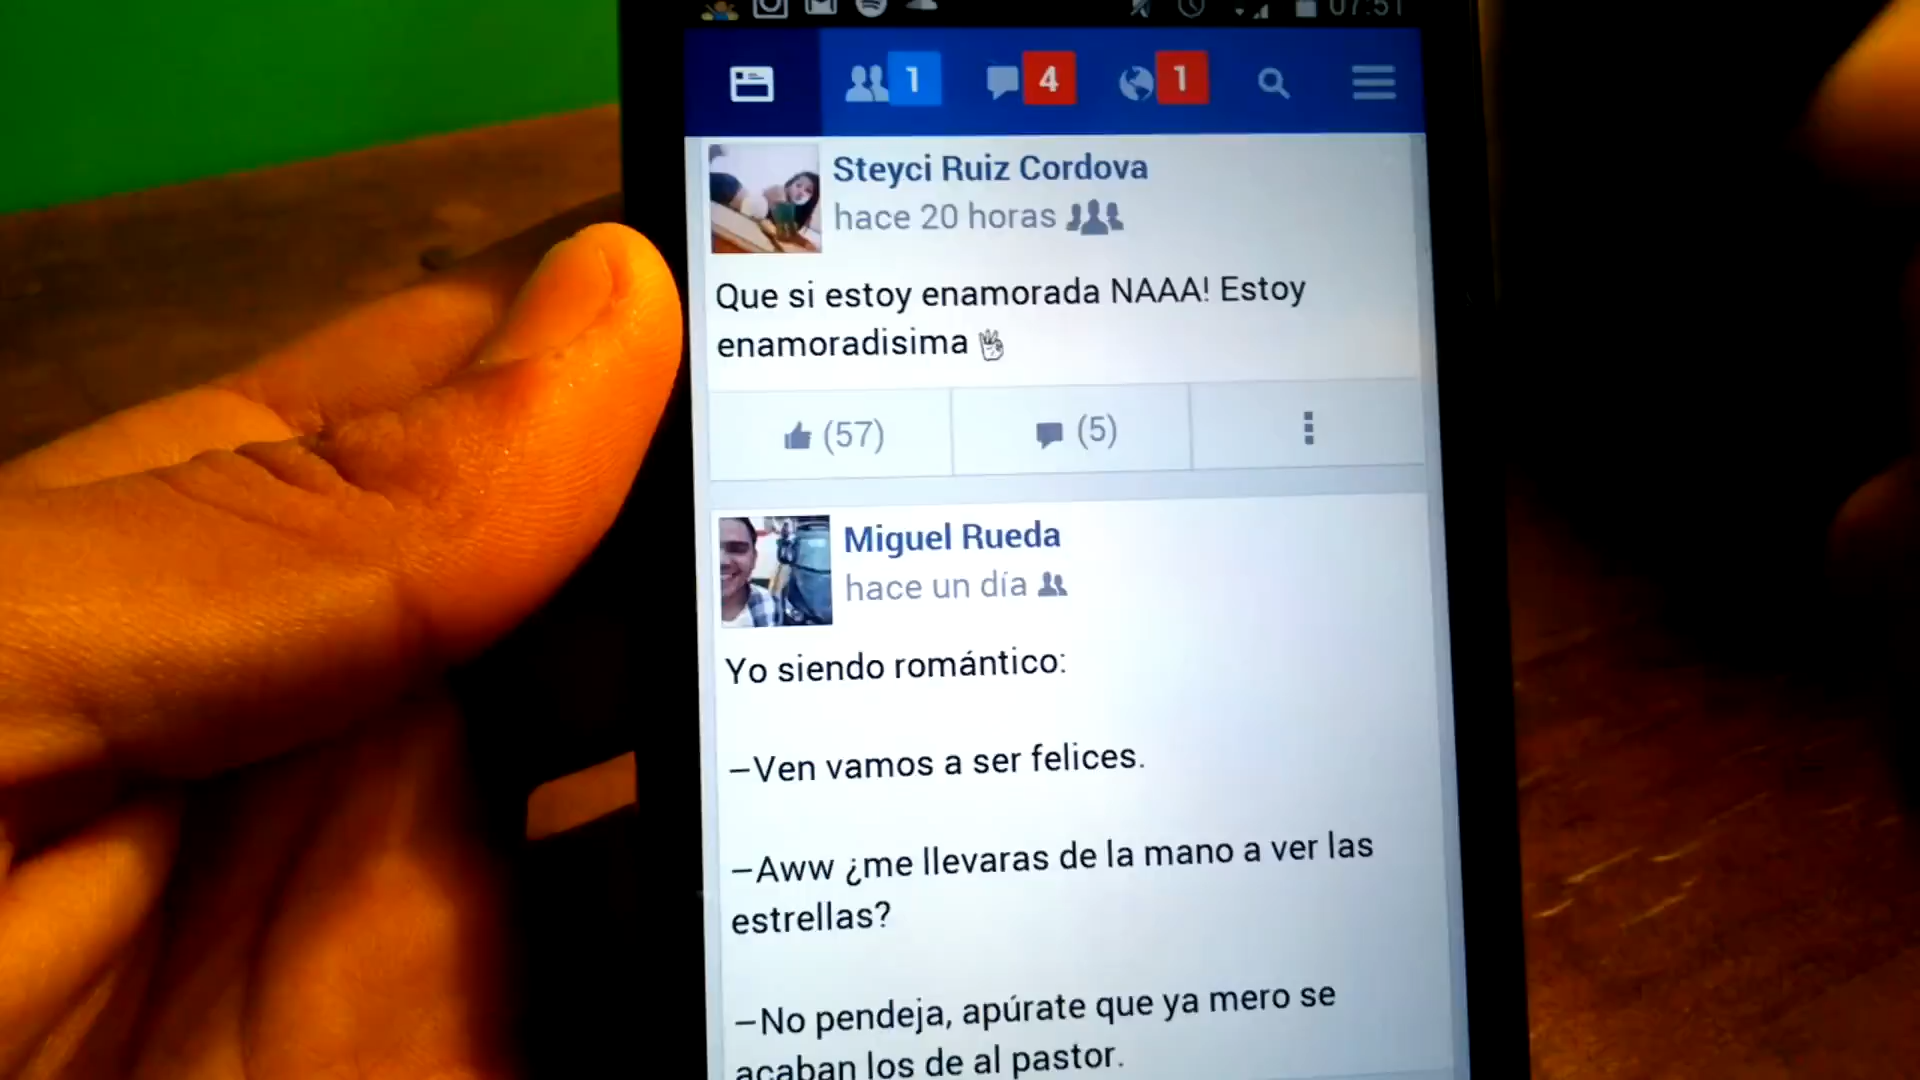 07:51
1 4 1
Steyci Ruiz Cordova
hace 20 horas
Que si estoy enamorada NAAA! Estoy
enamoradisima
(57) (5)
Miguel Rueda
hace un día
Yo siendo romántico:
–Ven vamos a ser felices.
–Aww ¿me llevaras de la mano a ver las
estrellas?
–No pendeja, apúrate que ya mero se
acaban los de al pastor.